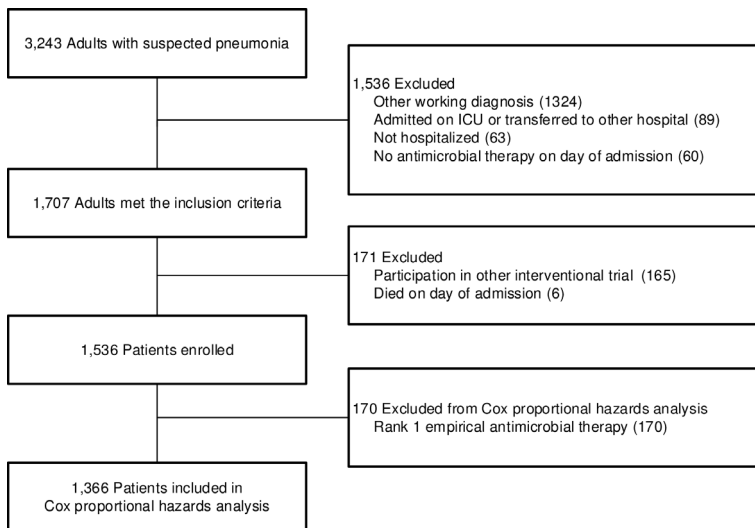 3,243 Adults with suspected pneumonia
1,536 Excluded
Other working diagnosis (1324)
Admitted on ICU or transferred to other hospital (89)
Not hospitalized (63)
No antimicrobial therapy on day of admission (60)
1,707 Adults met the inclusion criteria
171 Excluded
Participation in other interventional trial (165)
Died on day of admission (6)
1,536 Patients enrolled
170 Excluded from Cox proportional hazards analysis
Rank 1 empirical antimicrobial therapy (170)
1,366 Patients included in
Cox proportional hazards analysis